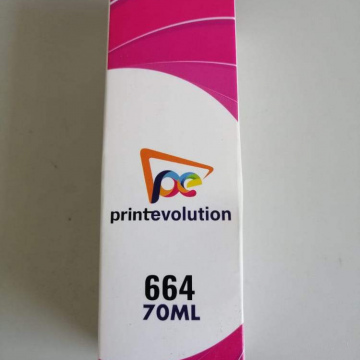 pe
printevolution
664
70ML